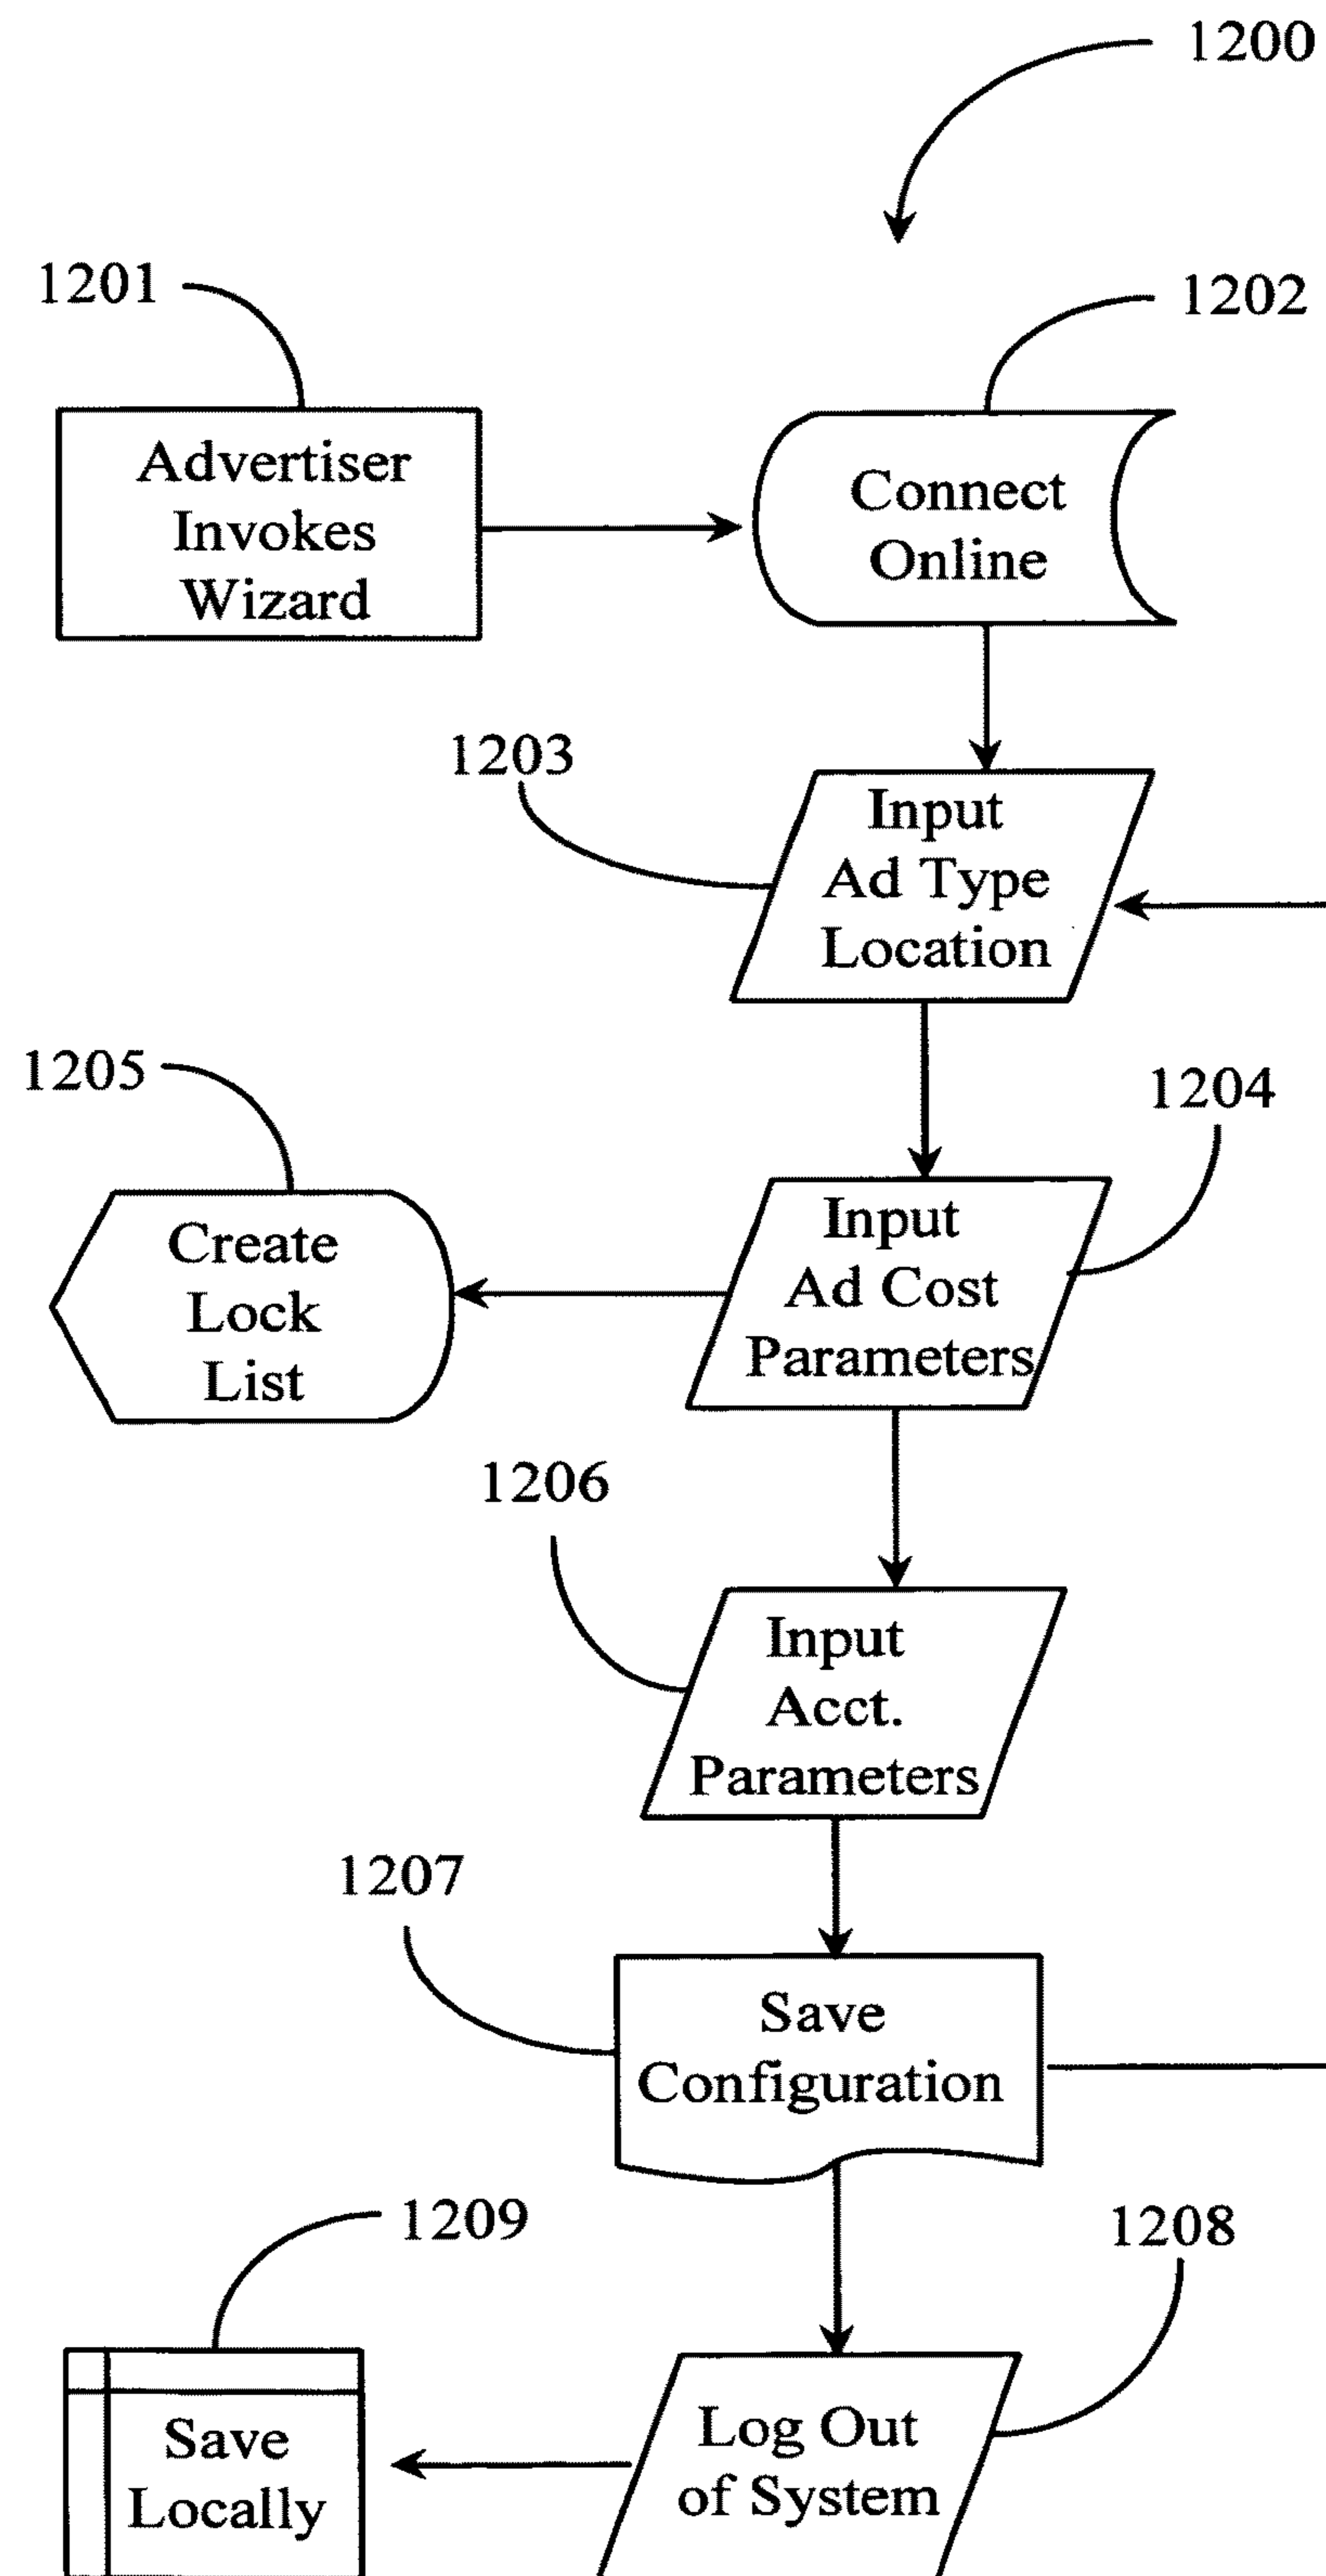 1200
1201
1202
Advertiser
Invokes
Wizard
Connect
Online
1203
Input
Ad Type
Location
1205
1204
Create
Lock
List
Input
Ad Cost
Parameters
1206
Input
Acct.
Parameters
1207
Save
Configuration
1209
1208
Save
Locally
Log Out
of System